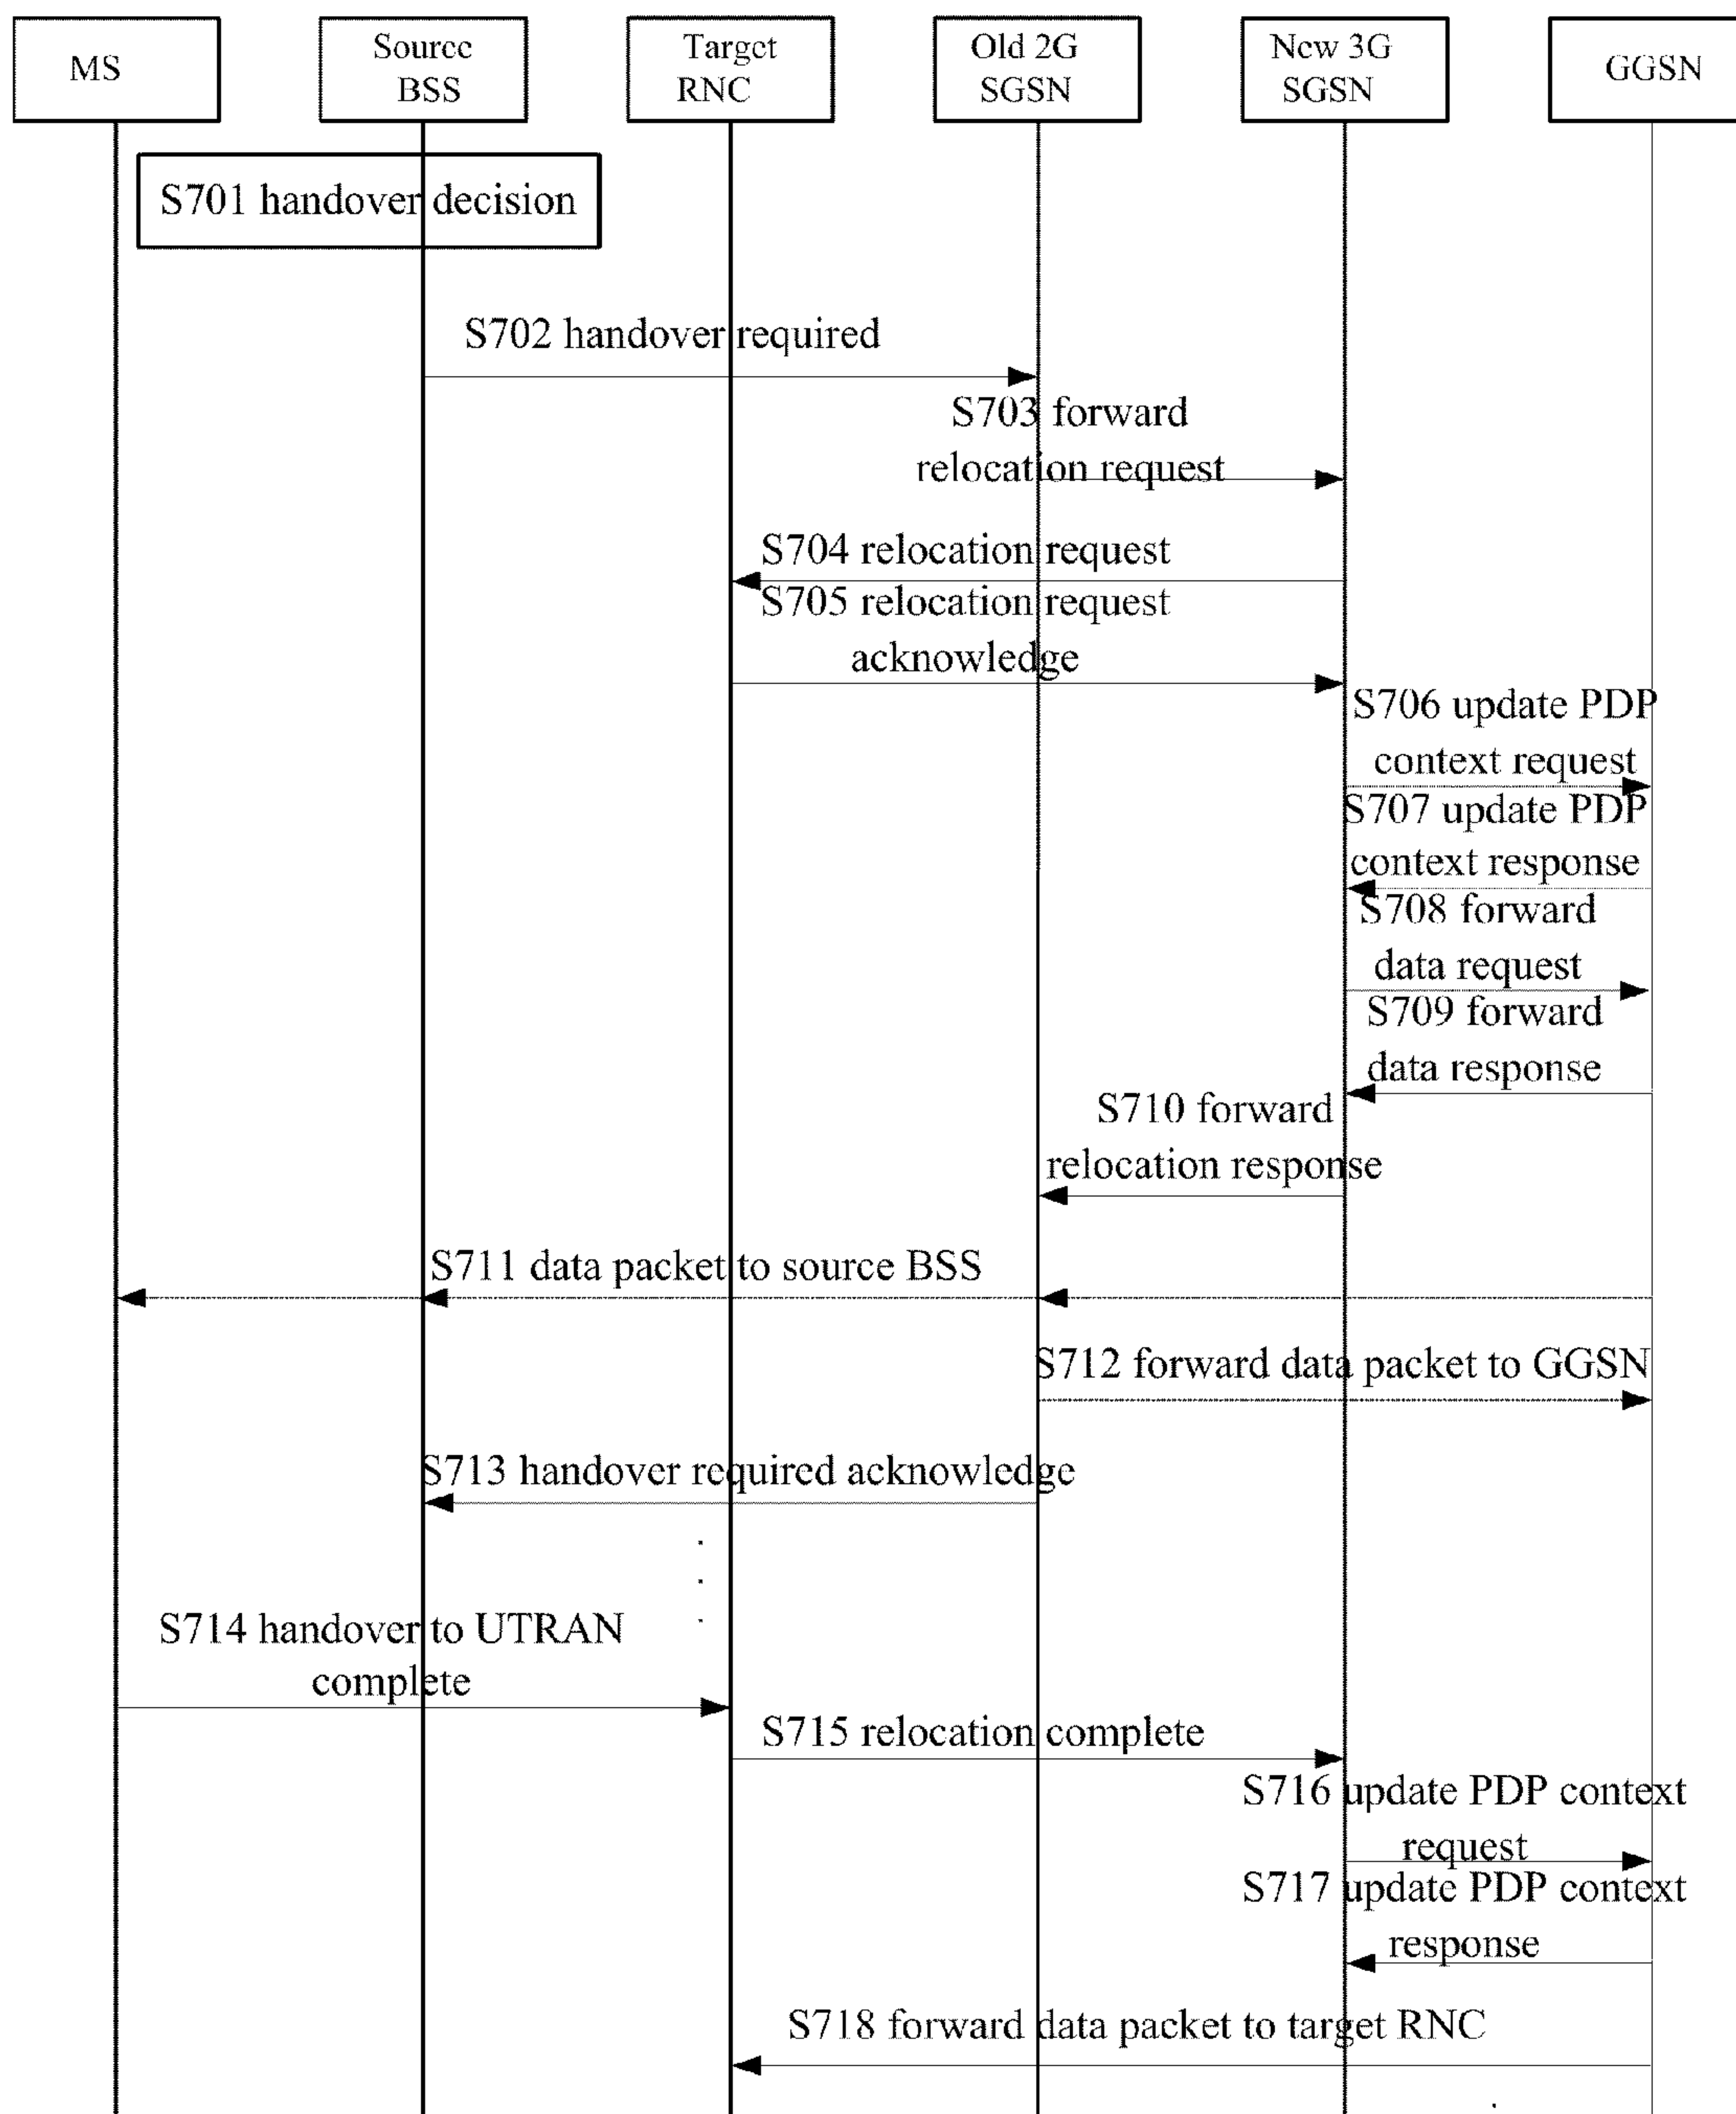 MS
Source
BSS
Target
RNC
Old 2G
SGSN
New 3G
SGSN
GGSN
S701 handover decision
S702 handover required
S703 forward
relocation request
S704 relocation request
S705 relocation request
acknowledge
S706 update PDP
context request
S707 update PDP
context response
S708 forward
data request
S709 forward
data response
S710 forward
relocation response
S711 data packet to source BSS
S712 forward data packet to GGSN
S713 handover required acknowledge
S714 handover to UTRAN
complete
S715 relocation complete
S716 update PDP context
request
S717 update PDP context
response
S718 forward data packet to target RNC